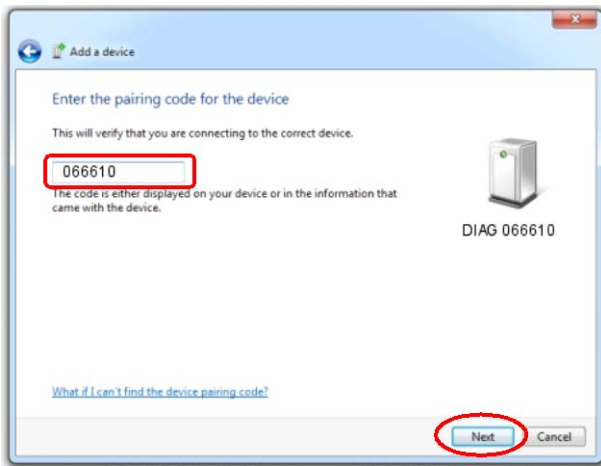 Add a device
Enter the pairing code for the device
This will verify that you are connecting to the correct device.
066610
The code is either displayed on your device or in the information that
came with the device.
DIAG 066610
What if I can't find the device pairing code?
Next
Cancel